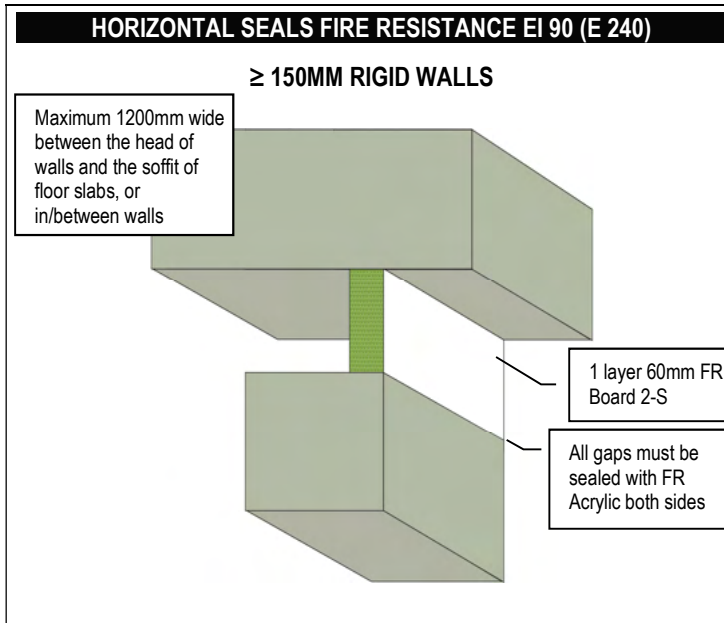 HORIZONTAL SEALS FIRE RESISTANCE EI 90 (E 240)
≥ 150MM RIGID WALLS
Maximum 1200mm wide
between the head of
walls and the soffit of
floor slabs, or
in/between walls
1 layer 60mm FR
Board 2-S
All gaps must be
sealed with FR
Acrylic both sides